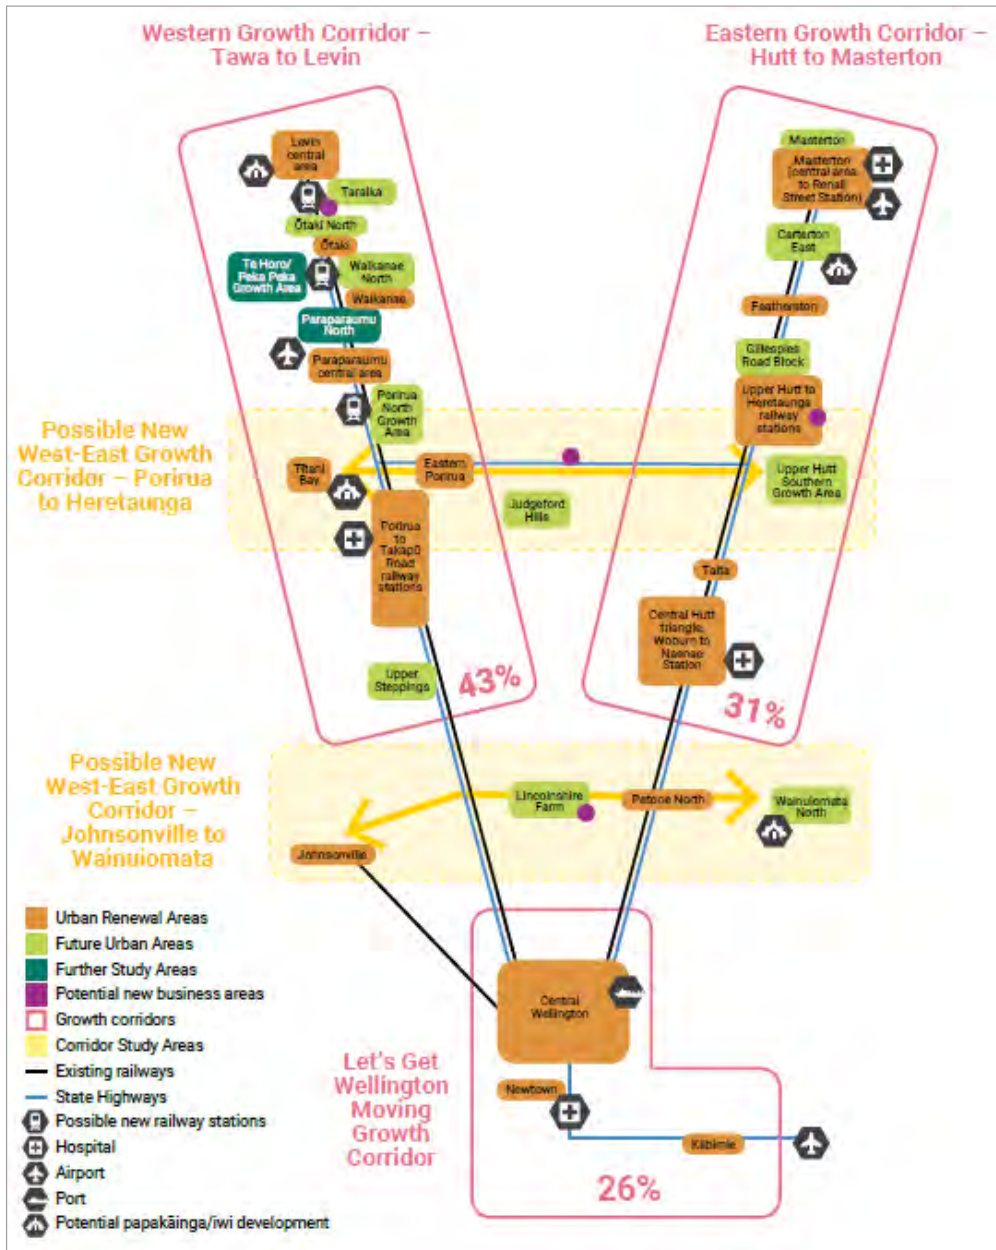 Western Growth Corridor –
Tawa to Levin
Eastern Growth Corridor –
Hutt to Masterton
Levin
central
area
Taraika
Ōtaki North
Ōtaki
Te Horo/
Peka Peka
Growth Area
Waikanae
North
Waikanae
Paraparaumu
North
Paraparaumu
central area
Porirua
North
Growth
Area
Masterton
Masterton
(central area
to Renall
Street Station)
Carterton
East
Featherston
Gillespies
Road Block
Upper Hutt to
Heretaunga
railway
stations
Possible New
West-East Growth
Corridor – Porirua
to Heretaunga
Titani
Bay
Eastern
Porirua
Judgeford
Hills
Upper Hutt
Southern
Growth Area
Porirua
to
Takapū
Road
railway
stations
Taita
Central Hutt
triangle,
Woburn to
Naenae
Station
Upper
Steppings
43%
31%
Possible New
West-East Growth
Corridor –
Johnsonville to
Wainuiomata
Lincolnshire
Farm
Petone North
Wainuiomata
North
Johnsonville
Central
Wellington
Let's Get
Wellington
Moving
Growth
Corridor
Newtown
Kilbirnie
26%
Urban Renewal Areas
Future Urban Areas
Further Study Areas
Potential new business areas
Growth corridors
Corridor Study Areas
Existing railways
State Highways
Possible new railway stations
Hospital
Airport
Port
Potential papakāinga/iwi development